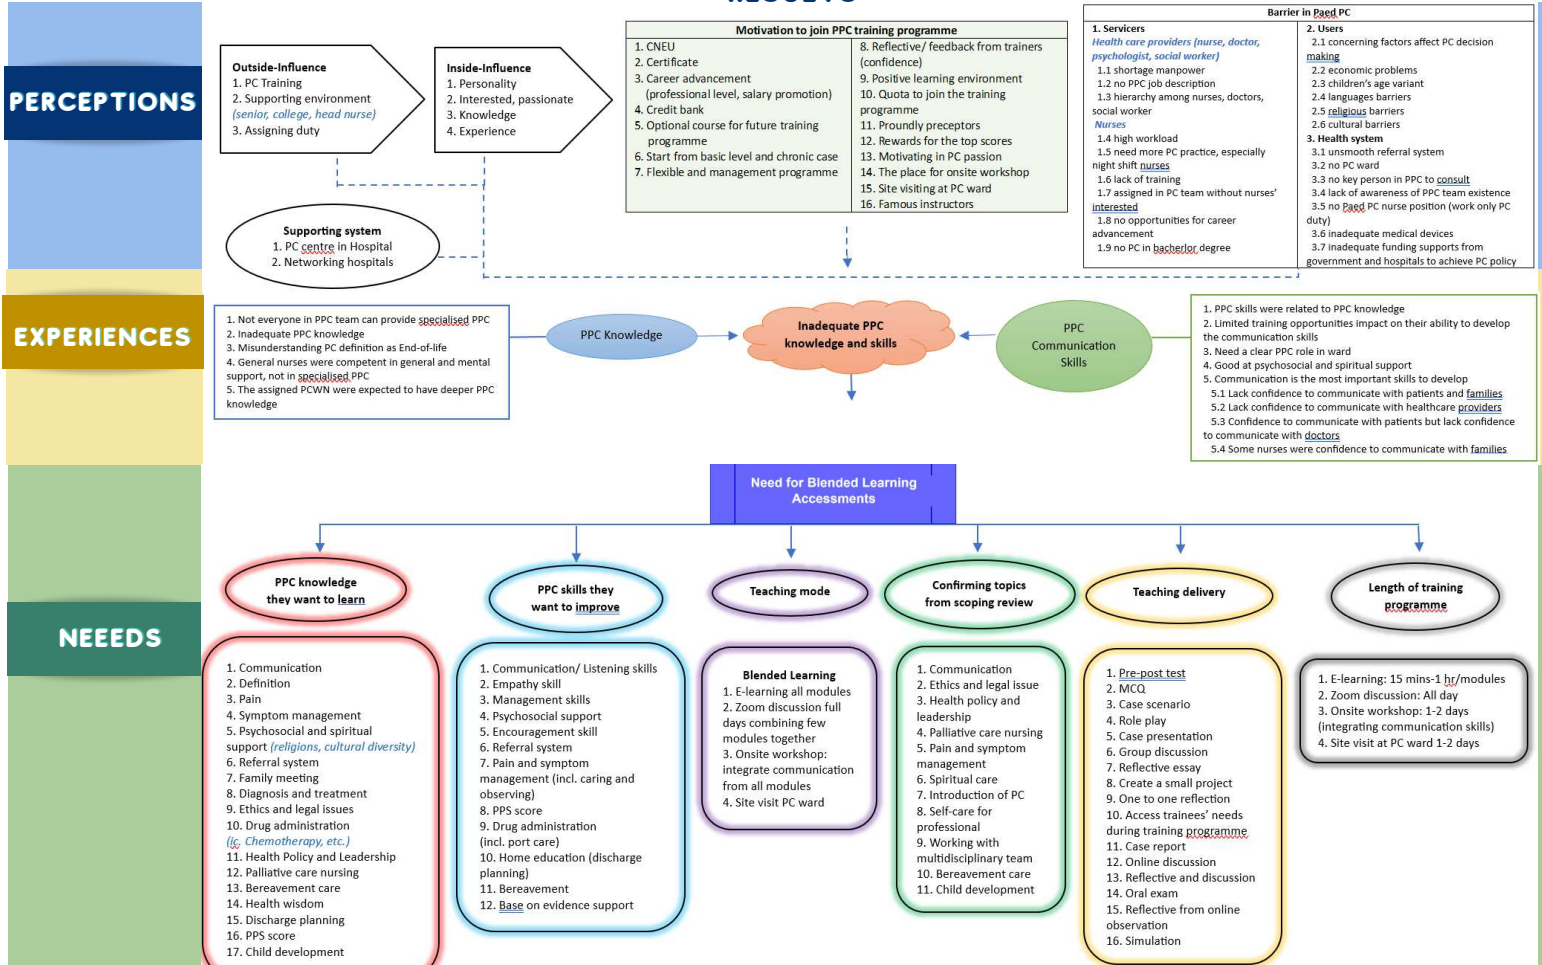 RESULTS
PERCEPTIONS
Outside-Influence
1. PC Training
2. Supporting environment
(senior, college, head nurse)
3. Assigning duty
Inside-Influence
1. Personality
2. Interested, passionate
3. Knowledge
4. Experience
Supporting system
1. PC centre in Hospital
2. Networking hospitals
Motivation to join PPC training programme
1. CNEU
2. Certificate
3. Career advancement
(professional level, salary promotion)
4. Credit bank
5. Optional course for future training
programme
6. Start from basic level and chronic case
7. Flexible and management programme
8. Reflective/ feedback from trainers
(confidence)
9. Positive learning environment
10. Quota to join the training
programme
11. Proundly preceptors
12. Rewards for the top scores
13. Motivating in PC passion
14. The place for onsite workshop
15. Site visiting at PC ward
16. Famous instructors
Barrier in Paed PC
1. Servicers
Health care providers (nurse, doctor,
psychologist, social worker)
1.1 shortage manpower
1.2 no PPC job description
1.3 hierarchy among nurses, doctors,
social worker
Nurses
1.4 high workload
1.5 need more PC practice, especially
night shift nurses
1.6 lack of training
1.7 assigned in PC team without nurses'
interested
1.8 no opportunities for career
advancement
1.9 no PC in bacherlor degree
2. Users
2.1 concerning factors affect PC decision
making
2.2 economic problems
2.3 children's age variant
2.4 languages barriers
2.5 religious barriers
2.6 cultural barriers
3. Health system
3.1 unsmooth referral system
3.2 no PC ward
3.3 no key person in PPC to consult
3.4 lack of awareness of PPC team existence
3.5 no Paed PC nurse position (work only PC
duty)
3.6 inadequate medical devices
3.7 inadequate funding supports from
government and hospitals to achieve PC policy
EXPERIENCES
1. Not everyone in PPC team can provide specialised PPC
2. Inadequate PPC knowledge
3. Misunderstanding PC definition as End-of-life
4. General nurses were competent in general and mental
support, not in specialised PPC
5. The assigned PCWN were expected to have deeper PPC
knowledge
PPC Knowledge
Inadequate PPC
knowledge and skills
PPC
Communication
Skills
1. PPC skills were related to PPC knowledge
2. Limited training opportunities impact on their ability to develop
the communication skills
3. Need a clear PPC role in ward
4. Good at psychosocial and spiritual support
5. Communication is the most important skills to develop
5.1 Lack confidence to communicate with patients and families
5.2 Lack confidence to communicate with healthcare providers
5.3 Confidence to communicate with patients but lack confidence
to communicate with doctors
5.4 Some nurses were confidence to communicate with families
NEEEDS
Need for Blended Learning
Accessments
PPC knowledge
they want to learn
1. Communication
2. Definition
3. Pain
4. Symptom management
5. Psychosocial and spiritual
support (religions, cultural diversity)
6. Referral system
7. Family meeting
8. Diagnosis and treatment
9. Ethics and legal issues
10. Drug administration
(ic. Chemotherapy, etc.)
11. Health Policy and Leadership
12. Palliative care nursing
13. Bereavement care
14. Health wisdom
15. Discharge planning
16. PPS score
17. Child development
PPC skills they
want to improve
1. Communication/ Listening skills
2. Empathy skill
3. Management skills
4. Psychosocial support
5. Encouragement skill
6. Referral system
7. Pain and symptom
management (incl. caring and
observing)
8. PPS score
9. Drug administration
(incl. port care)
10. Home education (discharge
planning)
11. Bereavement
12. Base on evidence support
Teaching mode
Blended Learning
1. E-learning all modules
2. Zoom discussion full
days combining few
modules together
3. Onsite workshop:
integrate communication
from all modules
4. Site visit PC ward
Confirming topics
from scoping review
1. Communication
2. Ethics and legal issue
3. Health policy and
leadership
4. Palliative care nursing
5. Pain and symptom
management
6. Spiritual care
7. Introduction of PC
8. Self-care for
professional
9. Working with
multidisciplinary team
10. Bereavement care
11. Child development
Teaching delivery
1. Pre-post test
2. MCQ
3. Case scenario
4. Role play
5. Case presentation
6. Group discussion
7. Reflective essay
8. Create a small project
9. One to one reflection
10. Access trainees' needs
during training programme
11. Case report
12. Online discussion
13. Reflective and discussion
14. Oral exam
15. Reflective from online
observation
16. Simulation
Length of training
programme
1. E-learning: 15 mins-1 hr/modules
2. Zoom discussion: All day
3. Onsite workshop: 1-2 days
(integrating communication skills)
4. Site visit at PC ward 1-2 days